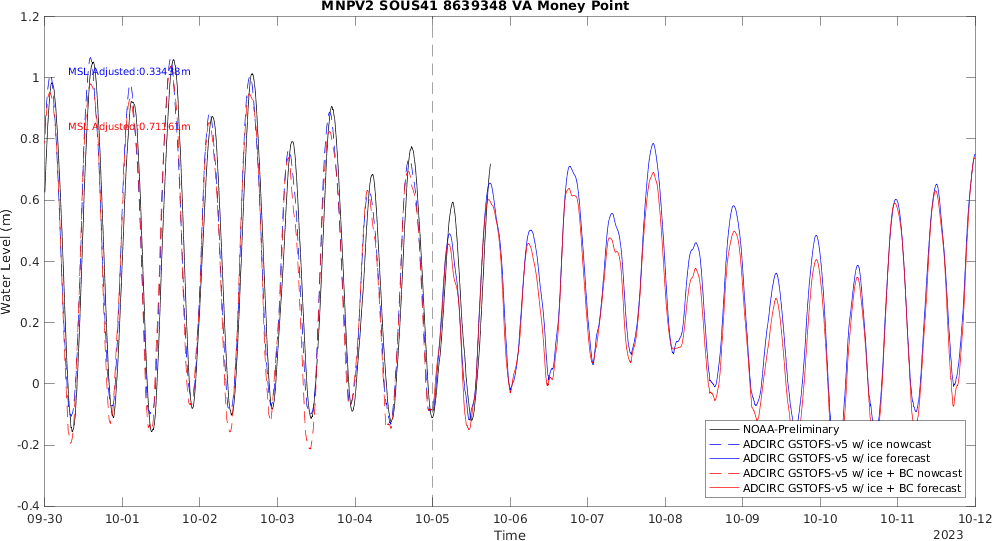 MNPV2 SOUS41 8639348 VA Money Point
1.2
1
0.8
0.6
0.4
0.2
0
-0.2
-0.4
Water Level (m)
MSL Adjusted:0.33493m
MSL Adjusted:0.71161m
NOAA-Preliminary
ADCIRC GSTOFS-v5 w/ ice nowcast
ADCIRC GSTOFS-v5 w/ ice forecast
ADCIRC GSTOFS-v5 w/ ice + BC nowcast
ADCIRC GSTOFS-v5 w/ ice + BC forecast
09-30 10-01 10-02 10-03 10-04 10-05 10-06 10-07 10-08 10-09 10-10 10-11 10-12
Time
2023